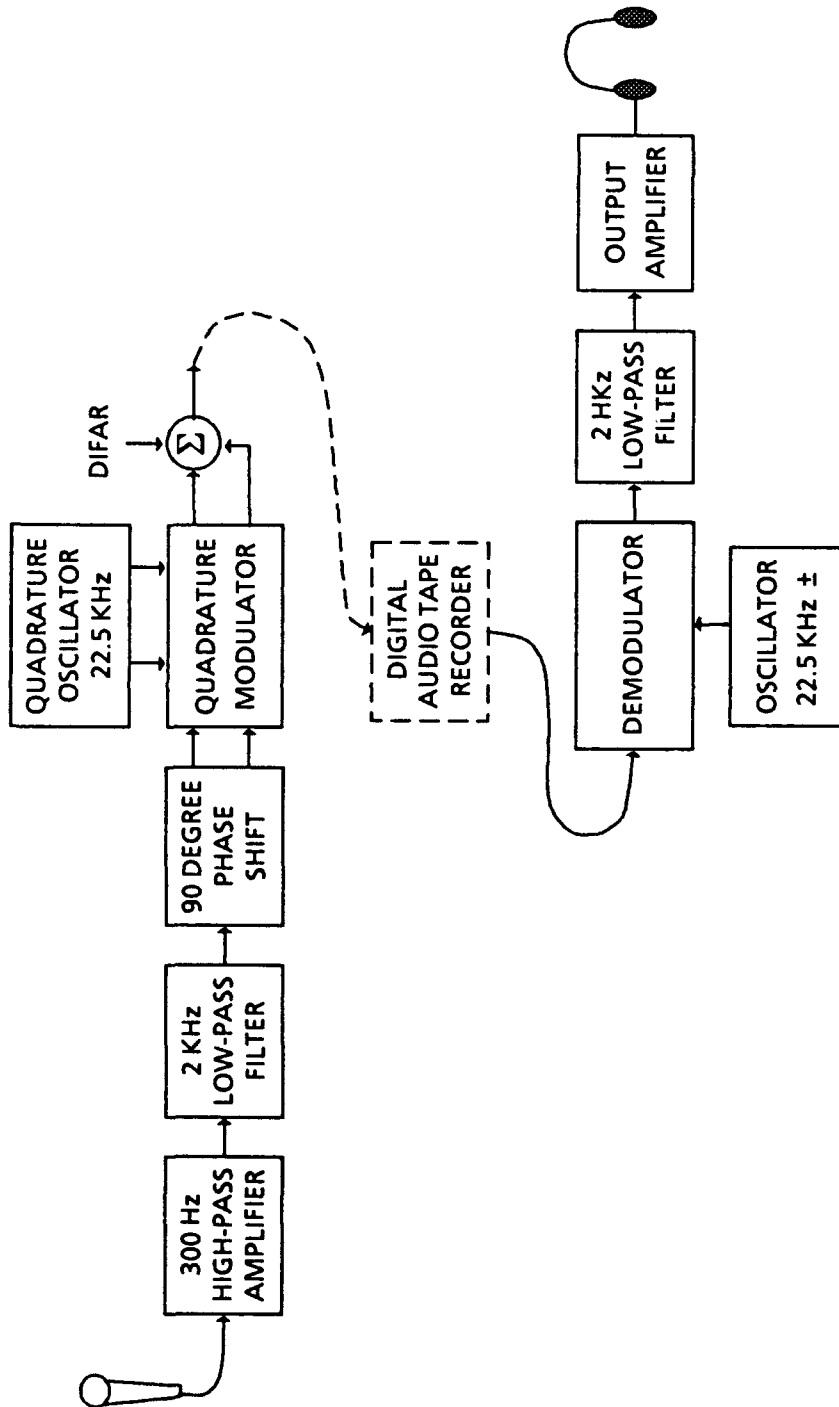 300 Hz
HIGH-PASS
AMPLIFIER
2 KHz
LOW-PASS
FILTER
90 DEGREE
PHASE
SHIFT
QUADRATURE
OSCILLATOR
22.5 KHz
QUADRATURE
MODULATOR
DIFAR
Σ
DIGITAL
AUDIO TAPE
RECORDER
DEMODULATOR
OSCILLATOR
22.5 KHz ±
2 HKz
LOW-PASS
FILTER
OUTPUT
AMPLIFIER